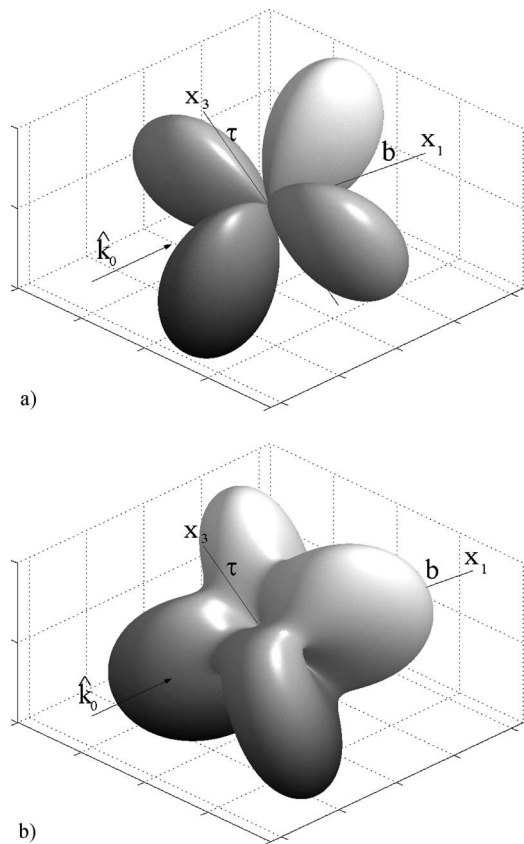 x₃
τ
b
x₁
k̂₀
a)
x₃
τ
b
x₁
k̂₀
b)